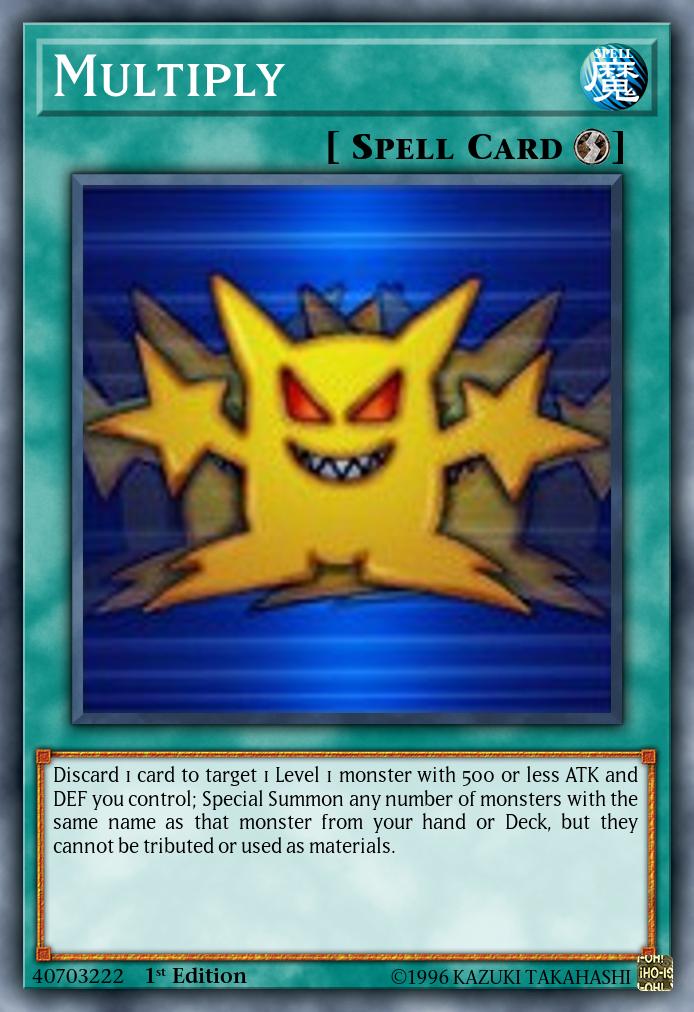 MULTIPLY
SPELL
魔
[ SPELL CARD ]
Discard 1 card to target 1 Level 1 monster with 500 or less ATK and
DEF you control; Special Summon any number of monsters with the
same name as that monster from your hand or Deck, but they
cannot be tributed or used as materials.
40703222 1st Edition ©1996 KAZUKI TAKAHASHI